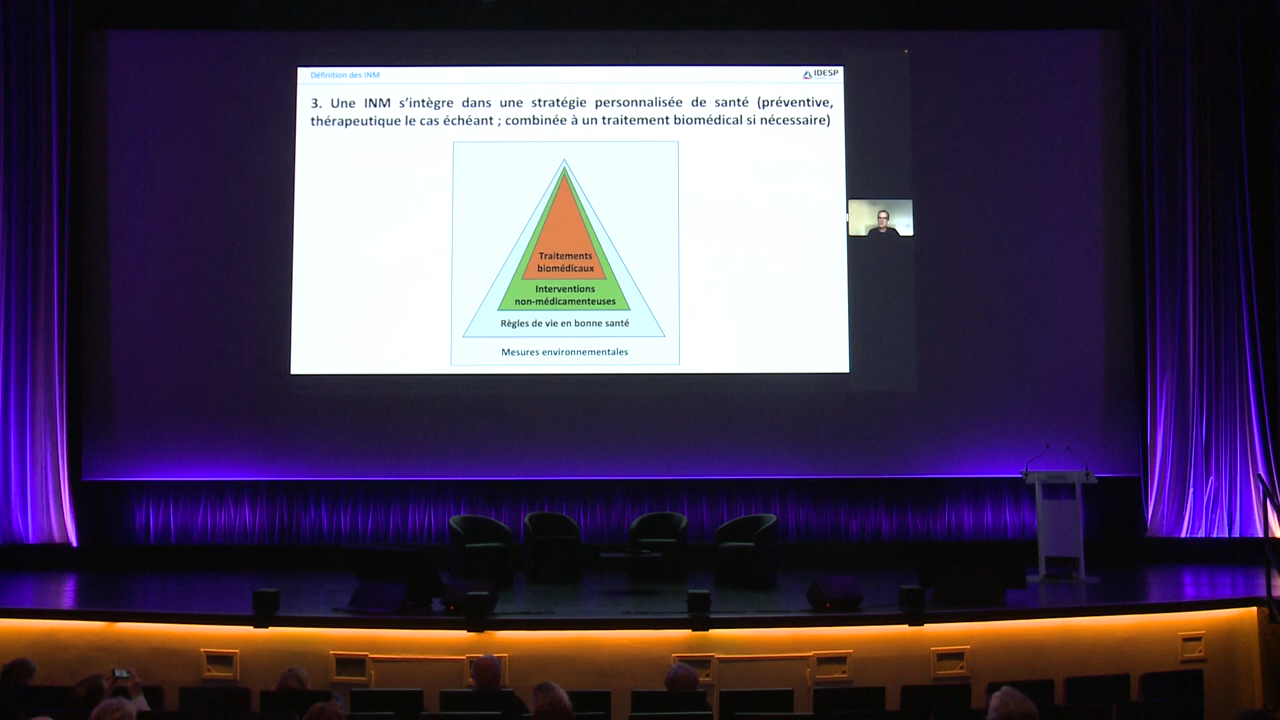 Définition des INM
IDESP
3. Une INM s'intègre dans une stratégie personnalisée de santé (préventive,
thérapeutique le cas échéant ; combinée à un traitement biomédical si nécessaire)
Traitements
biomédicaux
Interventions
non-médicamenteuses
Règles de vie en bonne santé
Mesures environnementales